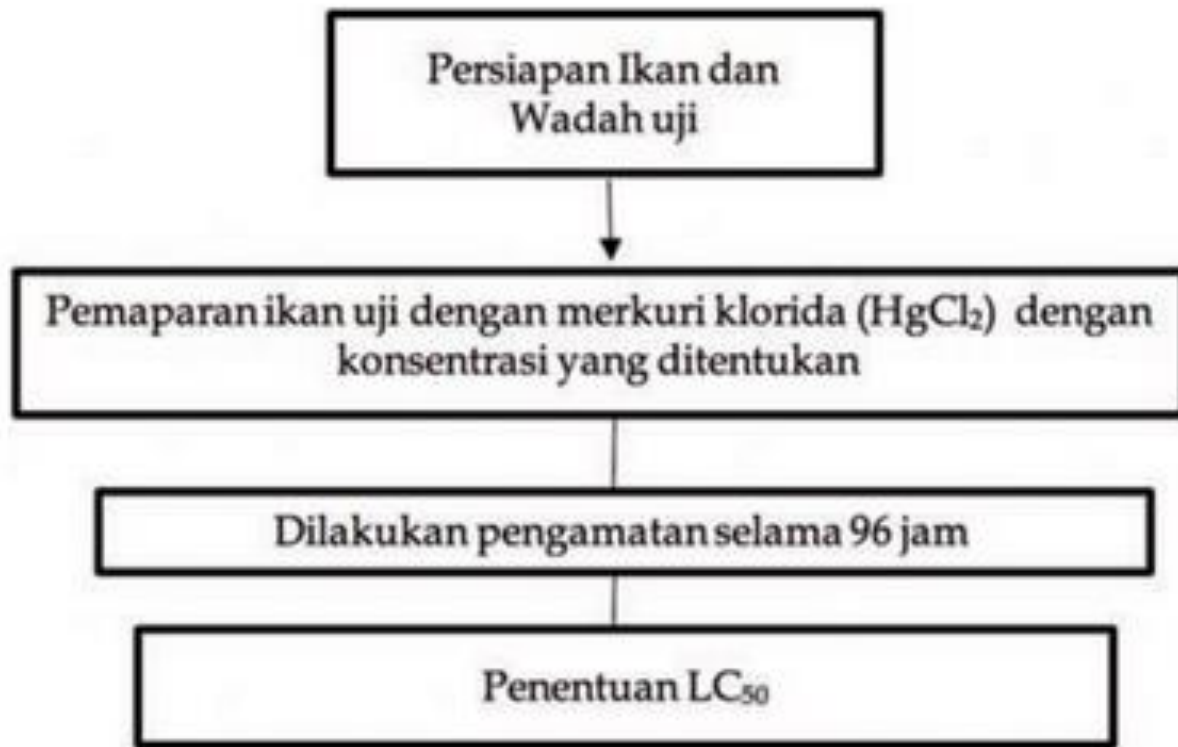 Persiapan Ikan dan
Wadah uji
Pemaparan ikan uji dengan merkuri klorida (HgCl₂) dengan
konsentrasi yang ditentukan
Dilakukan pengamatan selama 96 jam
Penentuan LC₅₀